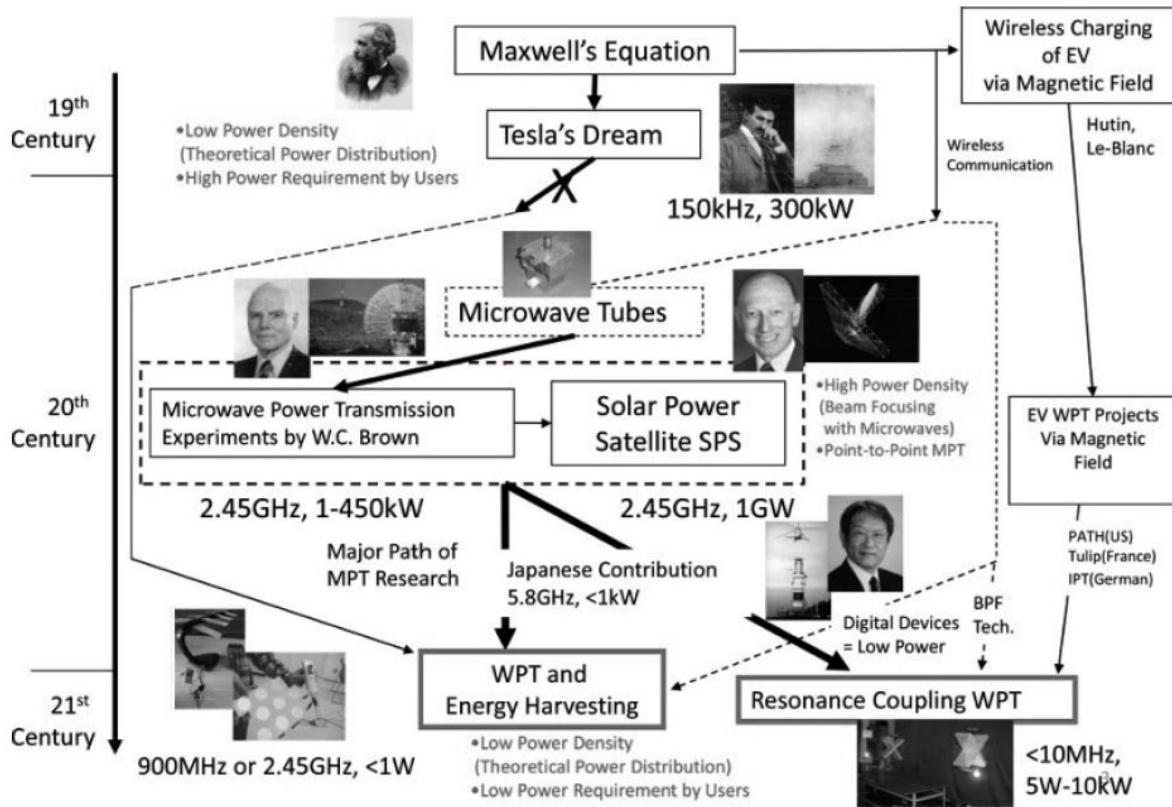 Maxwell's Equation
Wireless Charging
of EV
via Magnetic Field
19th
Century
•Low Power Density
(Theoretical Power Distribution)
•High Power Requirement by Users
Tesla's Dream
X
150kHz, 300kW
Wireless
Communication
Hutin,
Le-Blanc
Microwave Tubes
20th
Century
Microwave Power Transmission
Experiments by W.C. Brown
Solar Power
Satellite SPS
•High Power Density
(Beam Focusing
with Microwaves)
•Point-to-Point MPT
EV WPT Projects
Via Magnetic
Field
2.45GHz, 1-450kW
2.45GHz, 1GW
Major Path of
MPT Research
Japanese Contribution
5.8GHz, <1kW
PATH(US)
Tulip(France)
IPT(German)
Digital Devices
= Low Power
BPF
Tech.
21st
Century
WPT and
Energy Harvesting
Resonance Coupling WPT
900MHz or 2.45GHz, <1W
•Low Power Density
(Theoretical Power Distribution)
•Low Power Requirement by Users
<10MHz,
5W-10kW
3